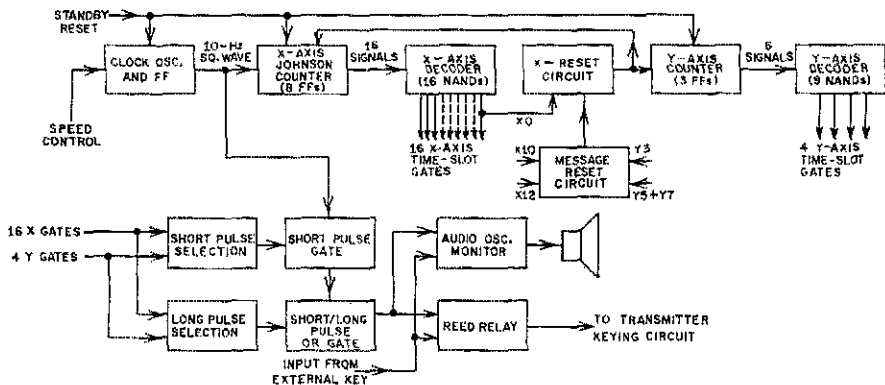 STANDBY
RESET
CLOCK OSC.
AND FF
10-Hz
SQ.WAVE
X-AXIS
JOHNSON
COUNTER
(8 FFs)
16
SIGNALS
X-AXIS
DECODER
(16 NANDs)
X-RESET
CIRCUIT
Y-AXIS
COUNTER
(3 FFs)
6
SIGNALS
Y-AXIS
DECODER
(9 NANDs)
SPEED
CONTROL
X0
16 X-AXIS
TIME-SLOT
GATES
X10
X12
MESSAGE
RESET
CIRCUIT
Y3
Y5+Y7
4 Y-AXIS
TIME-SLOT
GATES
16 X GATES
4 Y GATES
SHORT PULSE
SELECTION
SHORT PULSE
GATE
AUDIO OSC.
MONITOR
LONG PULSE
SELECTION
SHORT/LONG
PULSE
OR GATE
REED RELAY
TO TRANSMITTER
KEYING CIRCUIT
INPUT FROM
EXTERNAL KEY